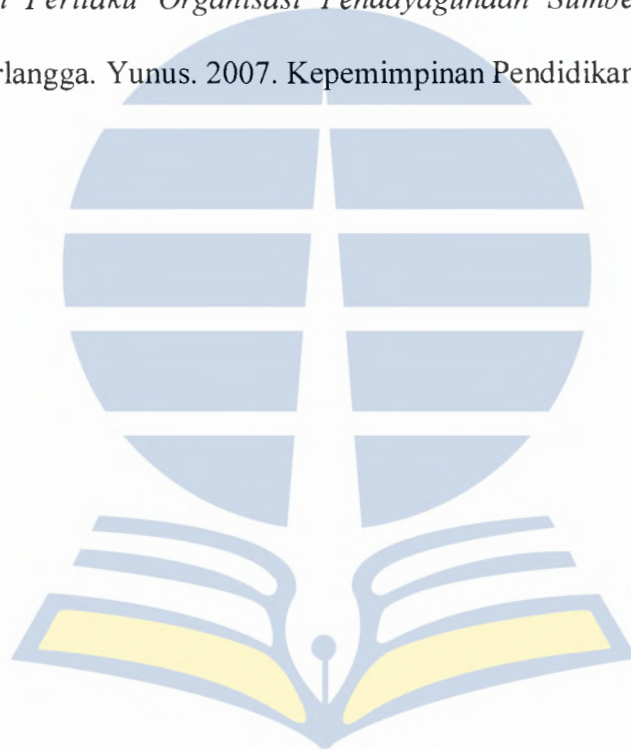 Perilaku Organisasi Pendayagunaan Sumbe
rlangga. Yunus. 2007. Kepemimpinan Pendidikan